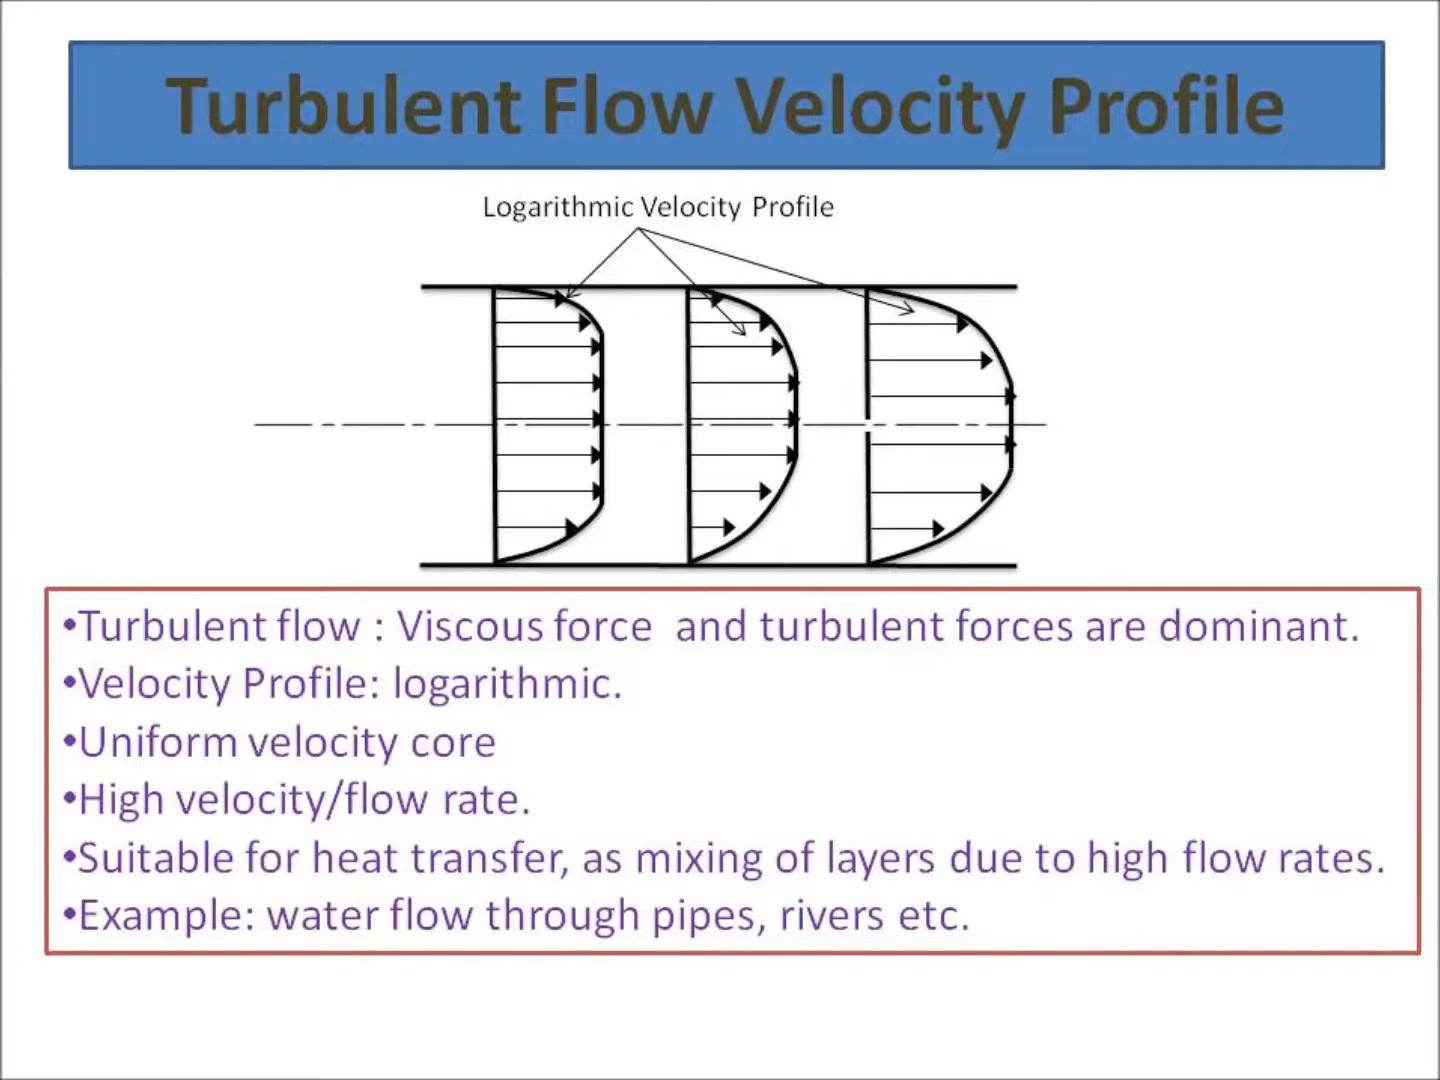 Turbulent Flow Velocity Profile
Logarithmic Velocity Profile
•Turbulent flow : Viscous force  and turbulent forces are dominant.
•Velocity Profile: logarithmic.
•Uniform velocity core
•High velocity/flow rate.
•Suitable for heat transfer, as mixing of layers due to high flow rates.
•Example: water flow through pipes, rivers etc.